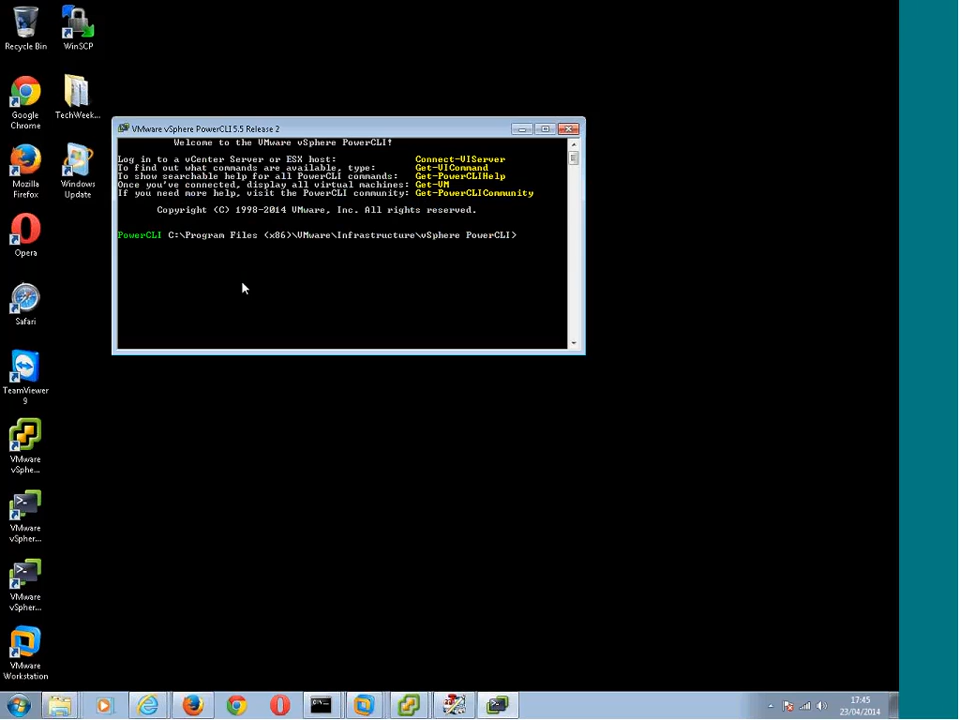 Recycle Bin
WinSCP
Google
Chrome
TechWeek...
Mozilla
Firefox
Windows
Update
Opera
Safari
TeamViewer
9
VMware
vSphe...
VMware
vSpher...
VMware
vSpher...
VMware
Workstation
VMware vSphere PowerCLI 5.5 Release 2
Welcome to the VMware vSphere PowerCLI!
Log in to a vCenter Server or ESX host: Connect-VIServer
To find out what commands are available, type: Get-VICommand
To show searchable help for all PowerCLI commands: Get-PowerCLIHelp
Once you've connected, display all virtual machines: Get-VM
If you need more help, visit the PowerCLI community: Get-PowerCLICommunity
Copyright (C) 1998-2014 VMware, Inc. All rights reserved.
PowerCLI C:\Program Files (x86)\VMware\Infrastructure\vSphere PowerCLI>
17:45
23/04/2014